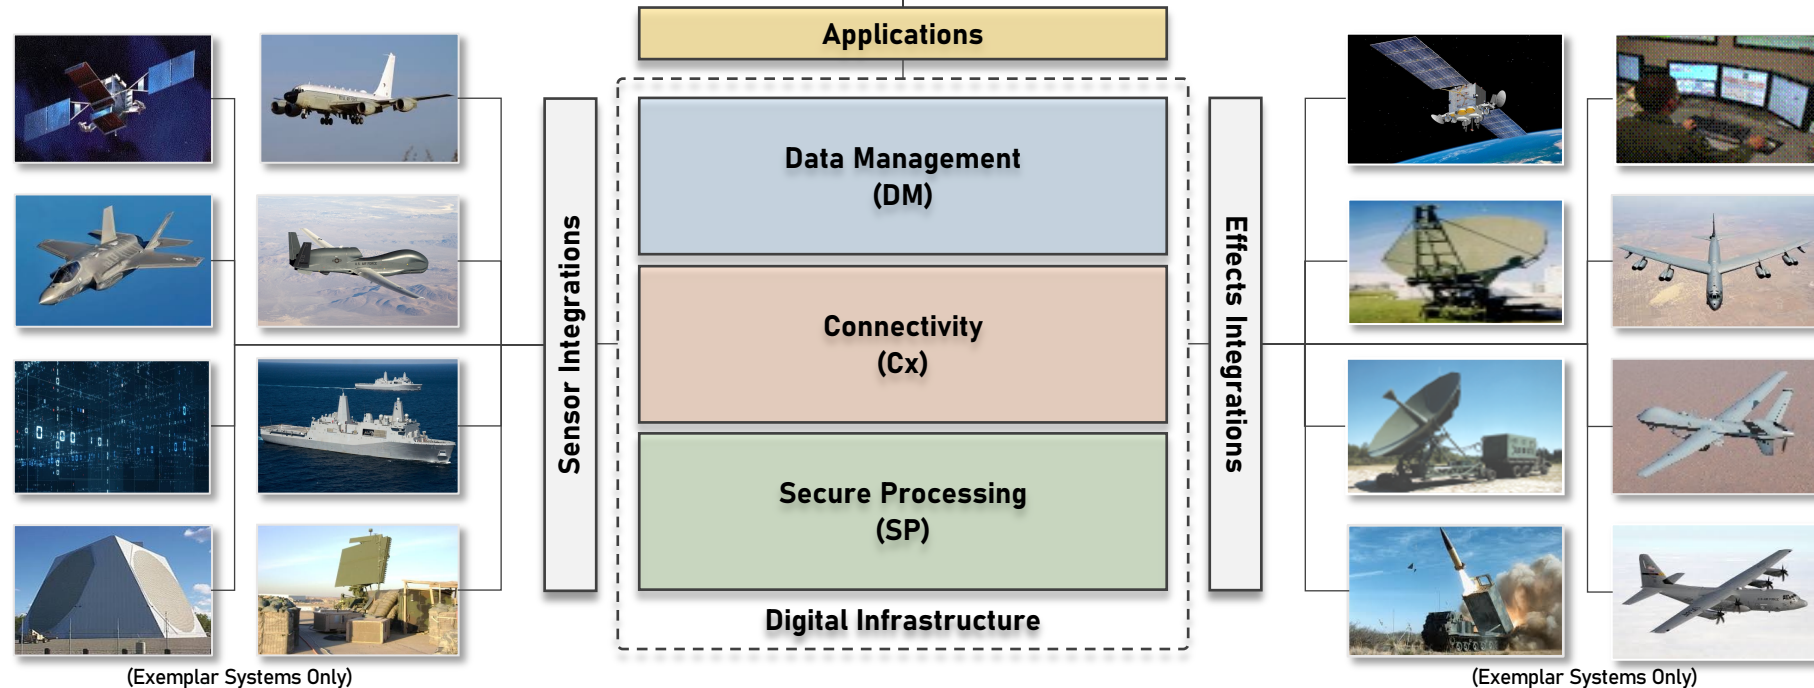 Applications
Data Management
(DM)
Connectivity
(Cx)
Secure Processing
(SP)
Digital Infrastructure
Sensor Integrations
Effects Integrations
(Exemplar Systems Only)
(Exemplar Systems Only)